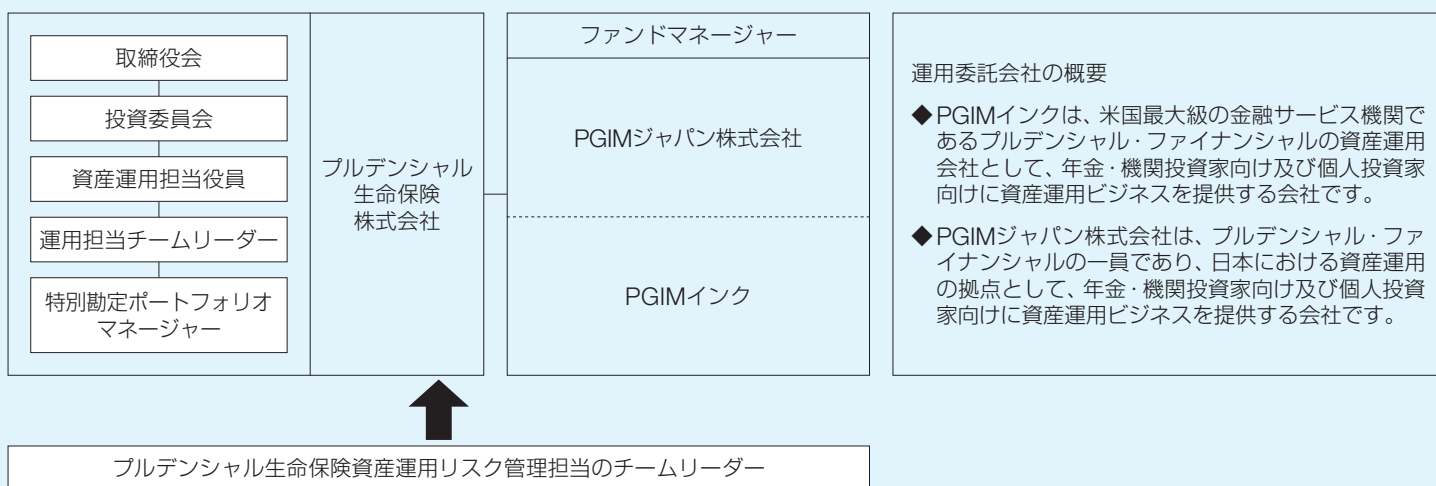 取締役会
投資委員会
資産運用担当役員
運用担当チームリーダー
特別勘定ポートフォリオ
マネージャー
プルデンシャル
生命保険
株式会社
ファンドマネージャー
PGIMジャパン株式会社
PGIMインク
運用委託会社の概要
◆PGIMインクは、米国最大級の金融サービス機関で
あるプルデンシャル・ファイナンシャルの資産運用
会社として、年金・機関投資家向け及び個人投資家
向けに資産運用ビジネスを提供する会社です。
◆PGIMジャパン株式会社は、プルデンシャル・ファ
イナンシャルの一員であり、日本における資産運用
の拠点として、年金・機関投資家向け及び個人投資
家向けに資産運用ビジネスを提供する会社です。
プルデンシャル生命保険資産運用リスク管理担当のチームリーダー